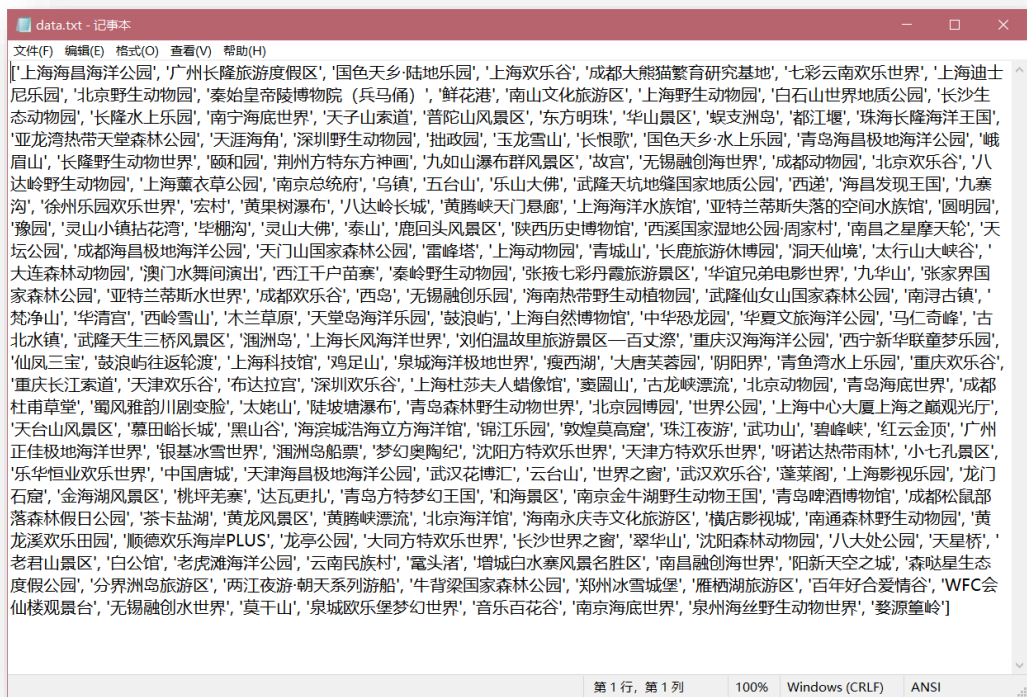 data.txt - 记事本
文件(F) 编辑(E) 格式(O) 查看(V) 帮助(H)
['上海海昌海洋公园', '广州长隆旅游度假区', '国色天乡·陆地乐园', '上海欢乐谷', '成都大熊猫繁育研究基地', '七彩云南欢乐世界', '上海迪士
尼乐园', '北京野生动物园', '秦始皇帝陵博物院（兵马俑）', '鲜花港', '南山文化旅游区', '上海野生动物园', '白石山世界地质公园', '长沙生
态动物园', '长隆水上乐园', '南宁海底世界', '天子山索道', '普陀山风景区', '东方明珠', '华山景区', '蜈支洲岛', '都江堰', '珠海长隆海洋王国',
'亚龙湾热带天堂森林公园', '天涯海角', '深圳野生动物园', '拙政园', '玉龙雪山', '长恨歌', '国色天乡·水上乐园', '青岛海昌极地海洋公园', '峨
眉山', '长隆野生动物世界', '颐和园', '荆州方特东方神画', '九如山瀑布群风景区', '故宫', '无锡融创海世界', '成都动物园', '北京欢乐谷', '八
达岭野生动物园', '上海薰衣草公园', '南京总统府', '乌镇', '五台山', '乐山大佛', '武隆天坑地缝国家地质公园', '西递', '海昌发现王国', '九寨
沟', '徐州乐园欢乐世界', '宏村', '黄果树瀑布', '八达岭长城', '黄腾峡天门悬廊', '上海海洋水族馆', '亚特兰蒂斯失落的空间水族馆', '圆明园',
'豫园', '灵山小镇拈花湾', '毕棚沟', '灵山大佛', '泰山', '鹿回头风景区', '陕西历史博物馆', '西溪国家湿地公园·周家村', '南昌之星摩天轮', '天
坛公园', '成都海昌极地海洋公园', '天门山国家森林公园', '雷峰塔', '上海动物园', '青城山', '长鹿旅游休博园', '洞天仙境', '太行山大峡谷',
'大连森林动物园', '澳门水舞间演出', '西江千户苗寨', '秦岭野生动物园', '张掖七彩丹霞旅游景区', '华谊兄弟电影世界', '九华山', '张家界国
家森林公园', '亚特兰蒂斯水世界', '成都欢乐谷', '西岛', '无锡融创乐园', '海南热带野生动植物园', '武隆仙女山国家森林公园', '南浔古镇', '
梵净山', '华清宫', '西岭雪山', '木兰草原', '天堂岛海洋乐园', '鼓浪屿', '上海自然博物馆', '中华恐龙园', '华夏文旅海洋公园', '马仁奇峰', '古
北水镇', '武隆天生三桥风景区', '涠洲岛', '上海长风海洋世界', '刘伯温故里旅游景区—百丈漈', '重庆汉海海洋公园', '西宁新华联童梦乐园',
'仙凤三宝', '鼓浪屿往返轮渡', '上海科技馆', '鸡足山', '泉城海洋极地世界', '瘦西湖', '大唐芙蓉园', '阴阳界', '青鱼湾水上乐园', '重庆欢乐谷',
'重庆长江索道', '天津欢乐谷', '布达拉宫', '深圳欢乐谷', '上海杜莎夫人蜡像馆', '窦圌山', '古龙峡漂流', '北京动物园', '青岛海底世界', '成都
杜甫草堂', '蜀风雅韵川剧变脸', '太姥山', '陡坡塘瀑布', '青岛森林野生动物世界', '北京园博园', '世界公园', '上海中心大厦上海之巅观光厅',
'天台山风景区', '慕田峪长城', '黑山谷', '海滨城浩海立方海洋馆', '锦江乐园', '敦煌莫高窟', '珠江夜游', '武功山', '碧峰峡', '红云金顶', '广州
正佳极地海洋世界', '银基冰雪世界', '涠洲岛船票', '梦幻奥陶纪', '沈阳方特欢乐世界', '天津方特欢乐世界', '呀诺达热带雨林', '小七孔景区',
'乐华恒业欢乐世界', '中国唐城', '天津海昌极地海洋公园', '武汉花博汇', '云台山', '世界之窗', '武汉欢乐谷', '蓬莱阁', '上海影视乐园', '龙门
石窟', '金海湖风景区', '桃坪羌寨', '达瓦更扎', '青岛方特梦幻王国', '和海景区', '南京金牛湖野生动物王国', '青岛啤酒博物馆', '成都松鼠部
落森林假日公园', '茶卡盐湖', '黄龙风景区', '黄腾峡漂流', '北京海洋馆', '海南永庆寺文化旅游区', '横店影视城', '南通森林野生动物园', '黄
龙溪欢乐田园', '顺德欢乐海岸PLUS', '龙亭公园', '大同方特欢乐世界', '长沙世界之窗', '翠华山', '沈阳森林动物园', '八大处公园', '天星桥', '
老君山景区', '白公馆', '老虎滩海洋公园', '云南民族村', '鼋头渚', '增城白水寨风景名胜区', '南昌融创海世界', '阳新天空之城', '森哒星生态
度假公园', '分界洲岛旅游区', '两江夜游·朝天系列游船', '牛背梁国家森林公园', '郑州冰雪城堡', '雁栖湖旅游区', '百年好合爱情谷', 'WFC会
仙楼观景台', '无锡融创水世界', '莫干山', '泉城欧乐堡梦幻世界', '音乐百花谷', '南京海底世界', '泉州海丝野生动物世界', '婺源篁岭']
第 1 行，第 1 列 100% Windows (CRLF) ANSI